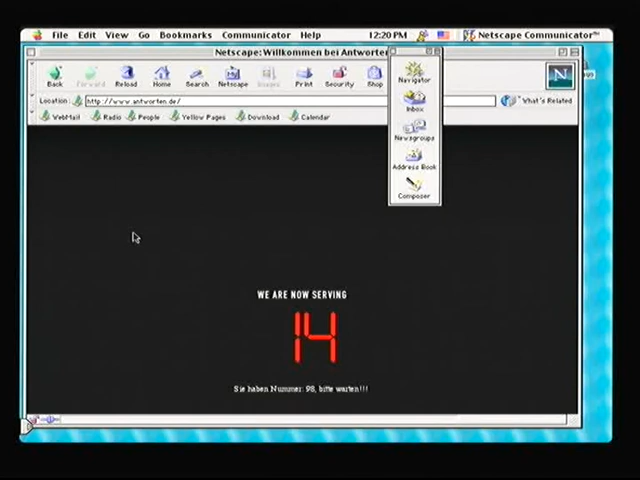 File Edit View Go Bookmarks Communicator Help 12:20 PM Netscape Communicator™
Netscape: Willkommen bei Antworten
Back Forward Reload Home Search Netscape Images Print Security Shop
Navigator
Location: http://www.antworten.de/ What's Related
Inbox
WebMail Radio People Yellow Pages Download Calendar
Newsgroups
Address Book
Composer
WE ARE NOW SERVING
14
Sie haben Nummer: 98, bitte warten!!!